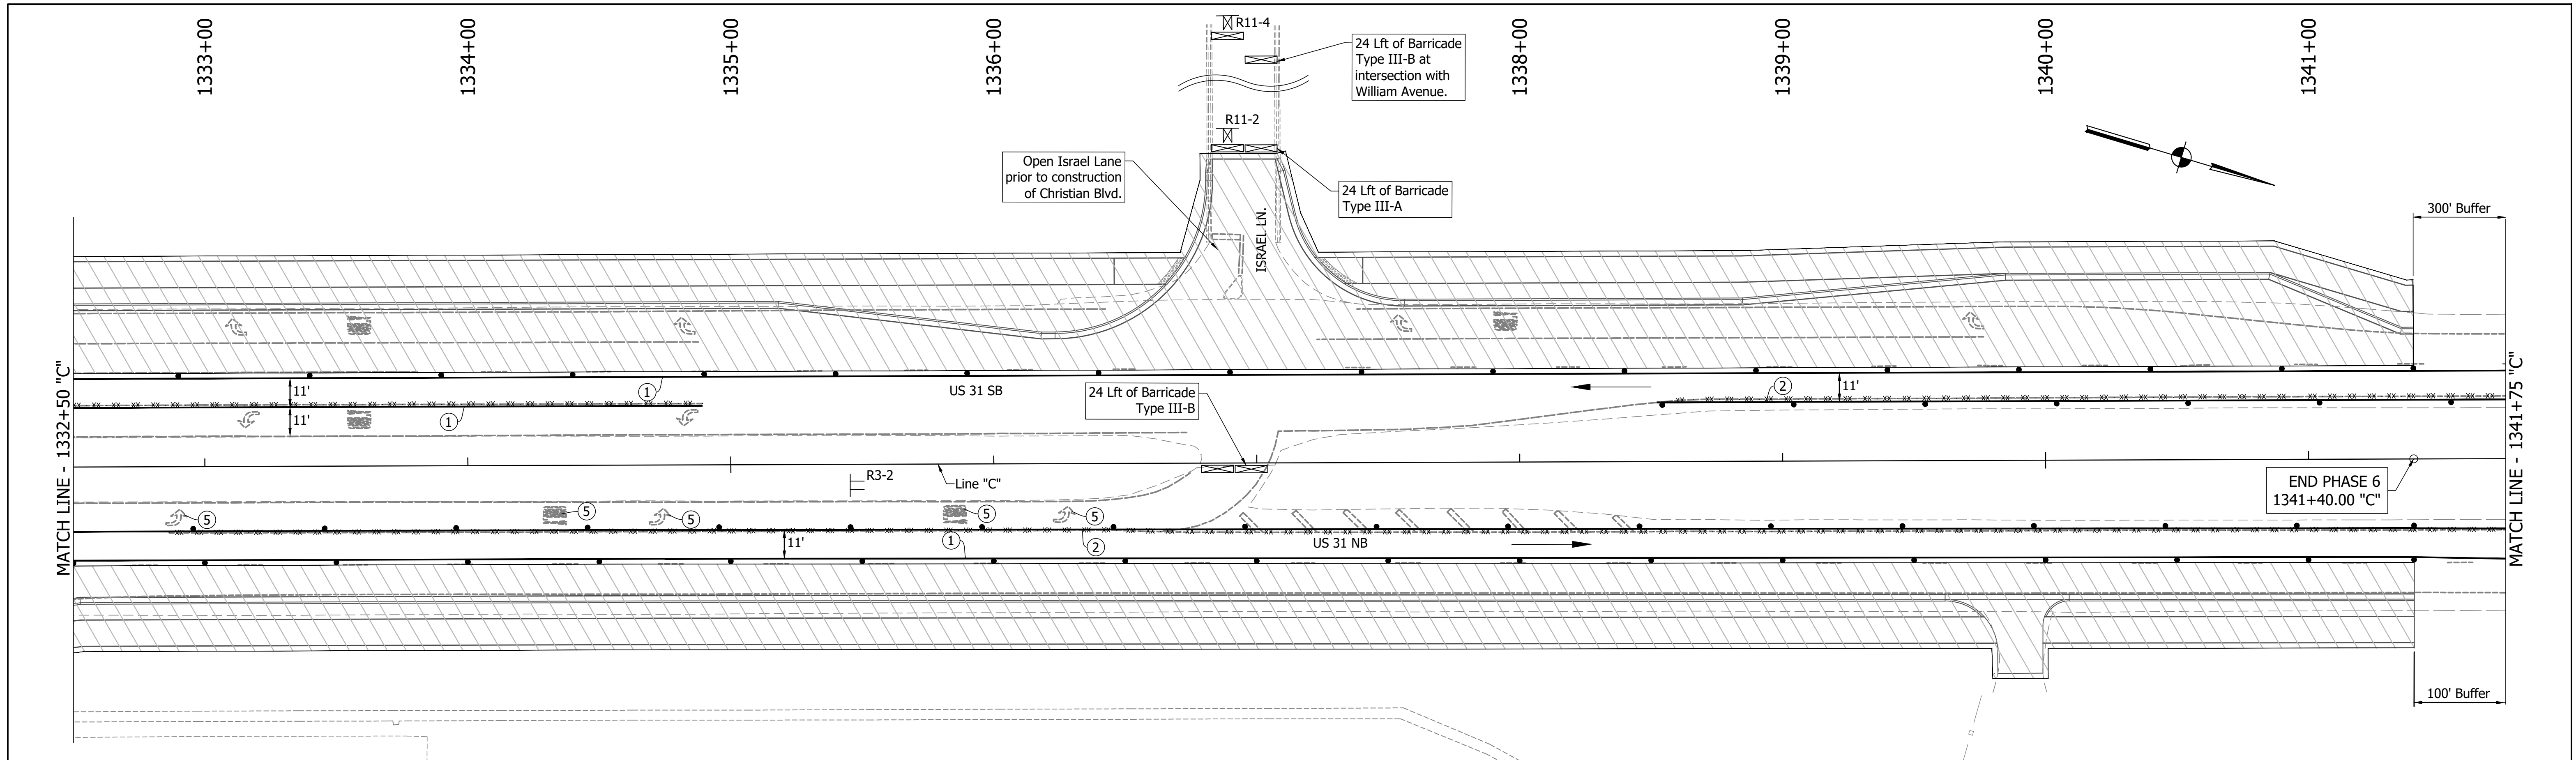 1333+00
1334+00
1335+00
1336+00
1338+00
1339+00
1340+00
1341+00
R11-4
24 Lft of Barricade
Type III-B at
intersection with
William Avenue.
R11-2
Open Israel Lane
prior to construction
of Christian Blvd.
24 Lft of Barricade
Type III-A
ISRAEL LN.
300' Buffer
MATCH LINE - 1332+50 "C"
11'
1
US 31 SB
24 Lft of Barricade
Type III-B
2
11'
1
11'
MATCH LINE - 1341+75 "C"
R3-2
Line "C"
END PHASE 6
1341+40.00 "C"
5
5
5
5
5
11'
1
2
US 31 NB
100' Buffer